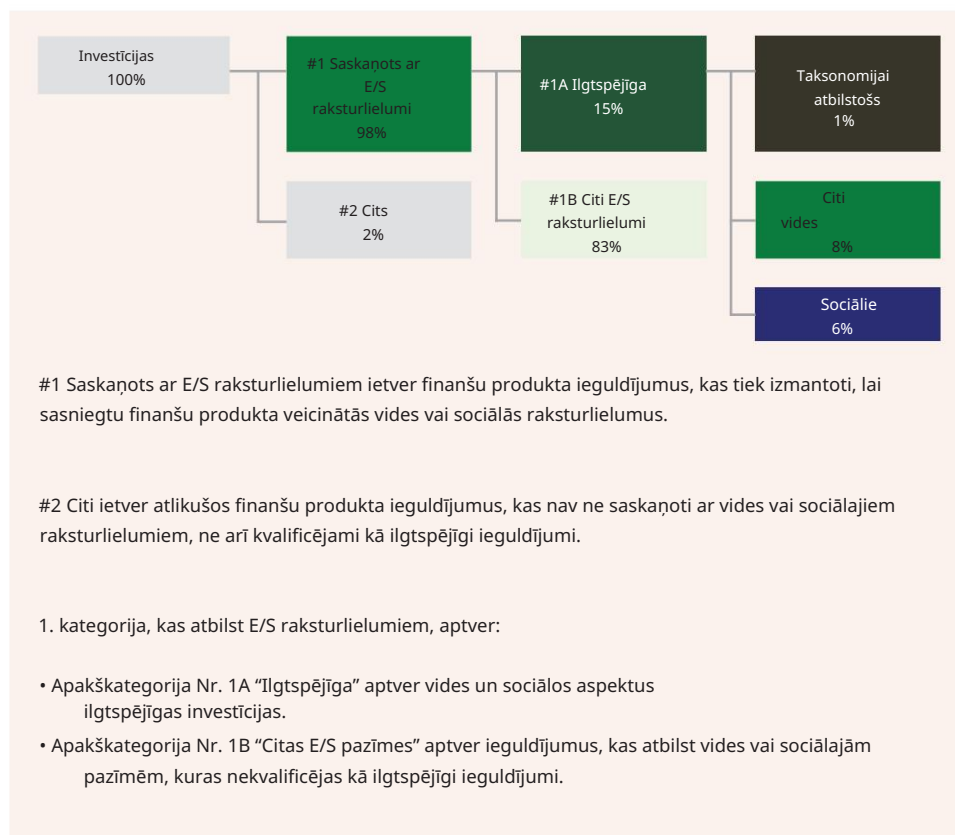 Investīcijas
100%
#1 Saskaņots ar
E/S
raksturlielumi
98%
#1A Ilgtspējīga
15%
Taksonomijai
atbilstošs
1%
#2 Cits
2%
#1B Citi E/S
raksturlielumi
83%
Citi
vides
8%
Sociālie
6%
#1 Saskaņots ar E/S raksturlielumiem ietver finanšu produkta ieguldījumus, kas tiek izmantoti, lai
sasniegtu finanšu produkta veicinātās vides vai sociālās raksturlielumus.
#2 Citi ietver atlikušos finanšu produkta ieguldījumus, kas nav ne saskaņoti ar vides vai sociālajiem
raksturlielumiem, ne arī kvalificējami kā ilgtspējīgi ieguldījumi.
1. kategorija, kas atbilst E/S raksturlielumiem, aptver:
• Apakškategorija Nr. 1A “Ilgtspējīga” aptver vides un sociālos aspektus
ilgtspējīgas investīcijas.
• Apakškategorija Nr. 1B “Citas E/S pazīmes” aptver ieguldījumus, kas atbilst vides vai sociālajām
pazīmēm, kuras nekvalificējas kā ilgtspējīgi ieguldījumi.